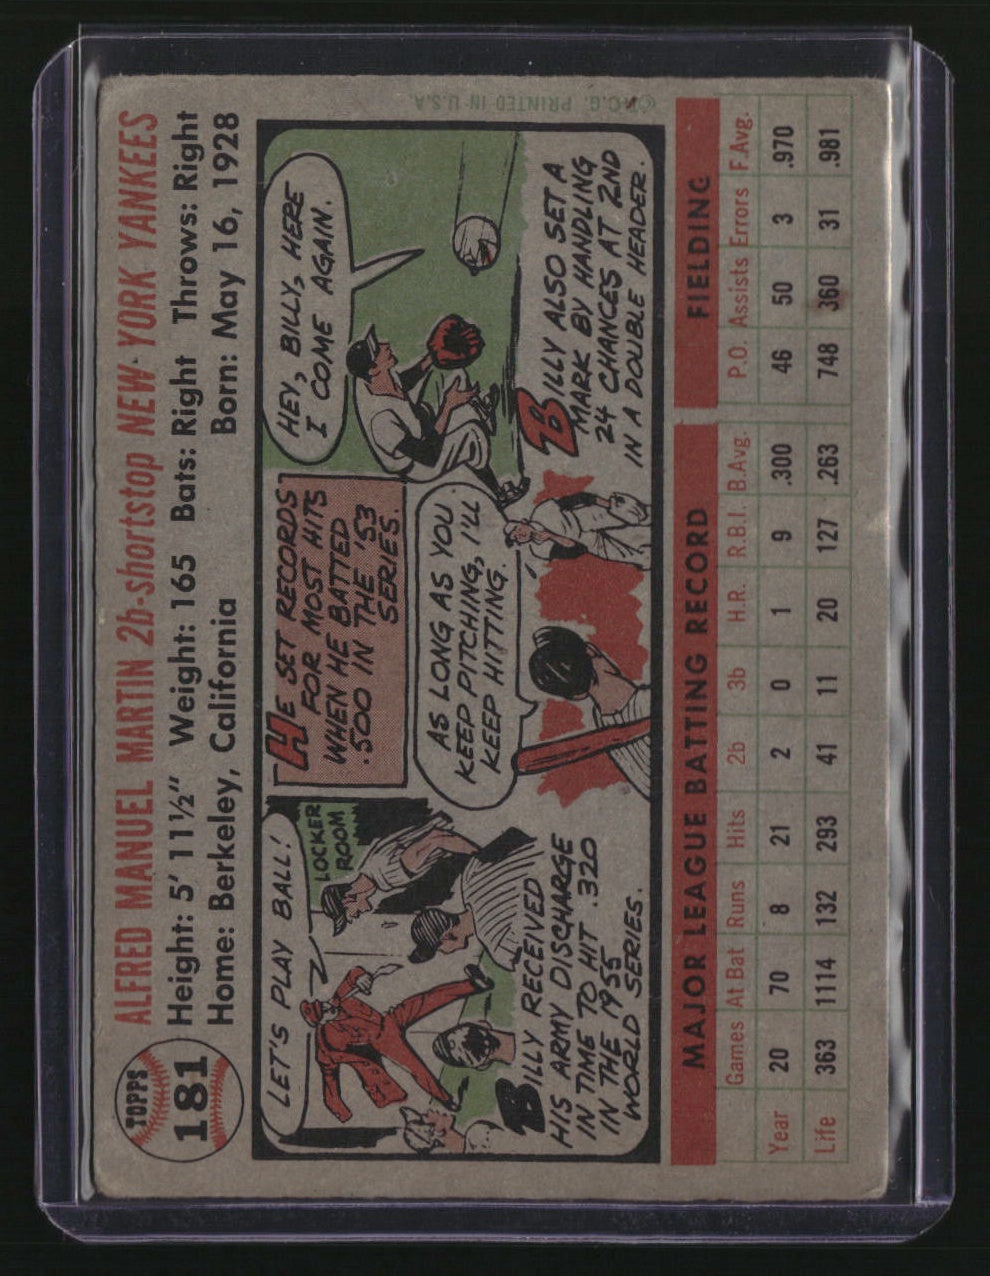 TOPPS
181
ALFRED MANUEL MARTIN 2b-shortstop NEW YORK YANKEES
Height: 5' 11½" Weight: 165 Bats: Right Throws: Right
Home: Berkeley, California Born: May 16, 1928
LET'S PLAY BALL!
LOCKER
ROOM
BILLY RECEIVED
HIS ARMY DISCHARGE
IN TIME TO HIT .320
IN THE 1955
WORLD SERIES.
HE SET RECORDS
FOR MOST HITS
WHEN HE BATTED
.500 IN THE '53
SERIES.
AS LONG AS YOU
KEEP PITCHING, I'LL
KEEP HITTING.
HEY, BILLY, HERE
I COME AGAIN.
BILLY ALSO SET A
MARK BY HANDLING
24 CHANCES AT 2ND
IN A DOUBLE HEADER.
MAJOR LEAGUE BATTING RECORD FIELDING
Games At Bat Runs Hits 2b 3b H.R. R.B.I. B.Avg. P.O. Assists Errors F.Avg.
Year 20 70 8 21 2 0 1 9 .300 46 50 3 .970
Life 363 1114 132 293 41 11 20 127 .263 748 360 31 .981
©T.C.G. PRINTED IN U.S.A